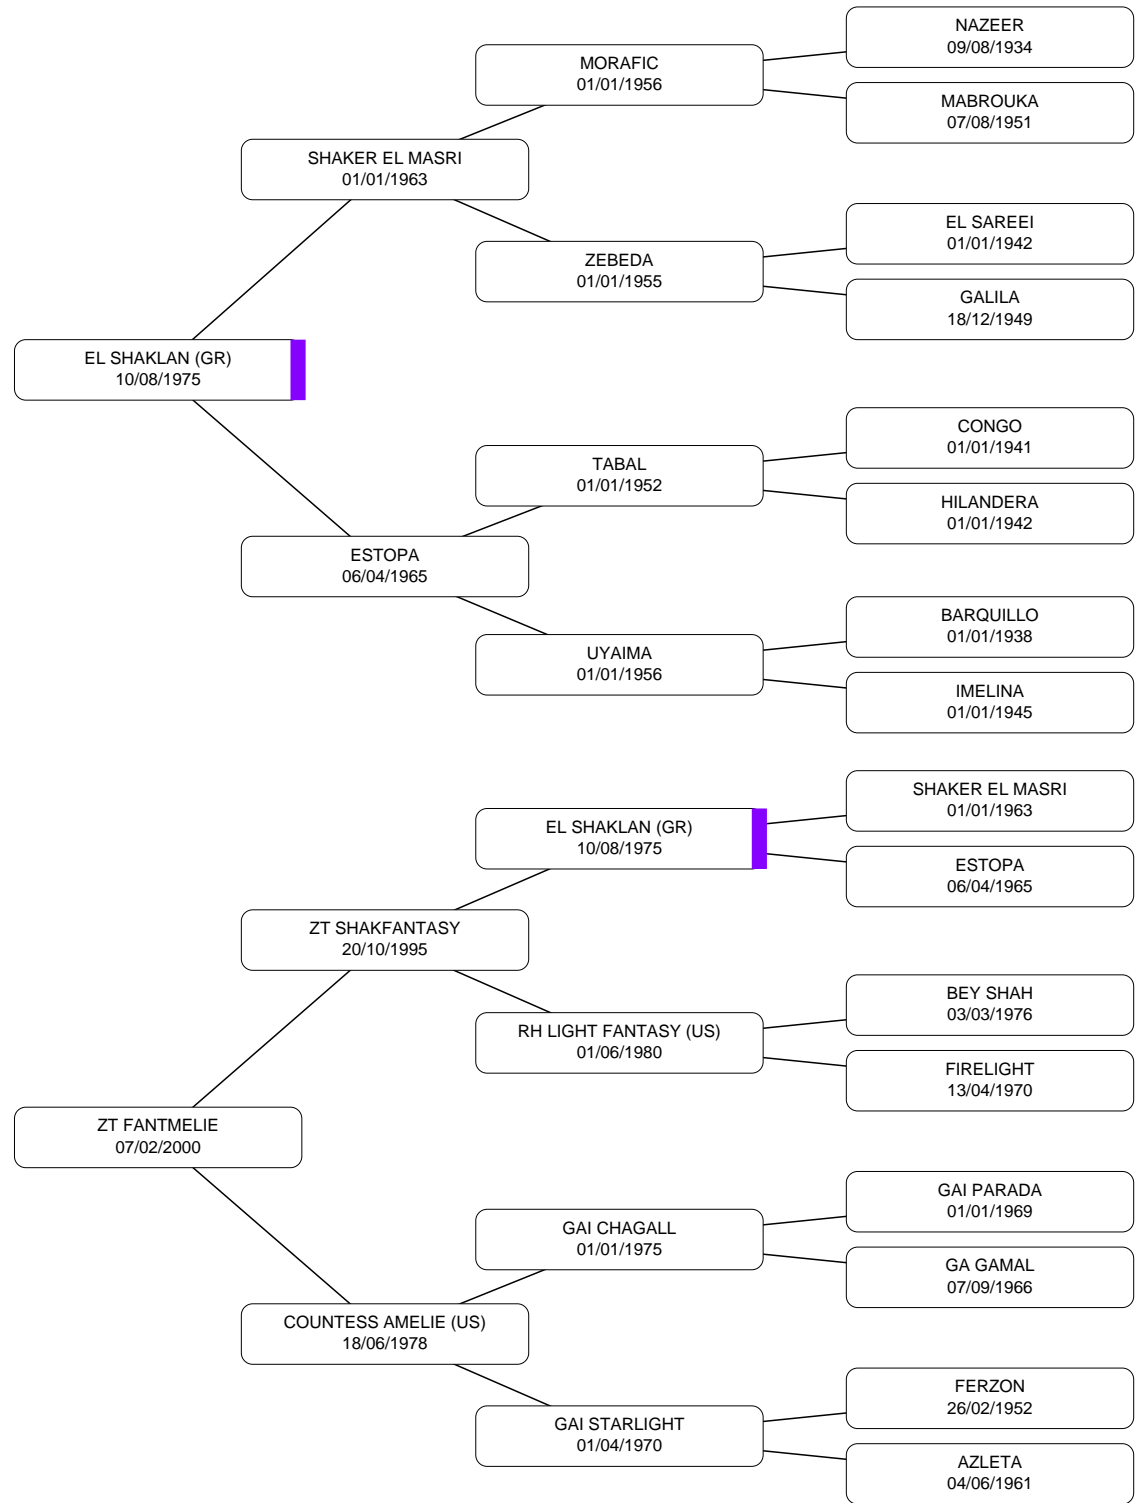 NAZEER
09/08/1934
MORAFIC
01/01/1956
MABROUKA
07/08/1951
SHAKER EL MASRI
01/01/1963
EL SAREEI
01/01/1942
ZEBEDA
01/01/1955
GALILA
18/12/1949
EL SHAKLAN (GR)
10/08/1975
CONGO
01/01/1941
TABAL
01/01/1952
HILANDERA
01/01/1942
ESTOPA
06/04/1965
BARQUILLO
01/01/1938
UYAIMA
01/01/1956
IMELINA
01/01/1945
SHAKER EL MASRI
01/01/1963
EL SHAKLAN (GR)
10/08/1975
ESTOPA
06/04/1965
ZT SHAKFANTASY
20/10/1995
BEY SHAH
03/03/1976
RH LIGHT FANTASY (US)
01/06/1980
FIRELIGHT
13/04/1970
ZT FANTMELIE
07/02/2000
GAI PARADA
01/01/1969
GAI CHAGALL
01/01/1975
GA GAMAL
07/09/1966
COUNTESS AMELIE (US)
18/06/1978
FERZON
26/02/1952
GAI STARLIGHT
01/04/1970
AZLETA
04/06/1961